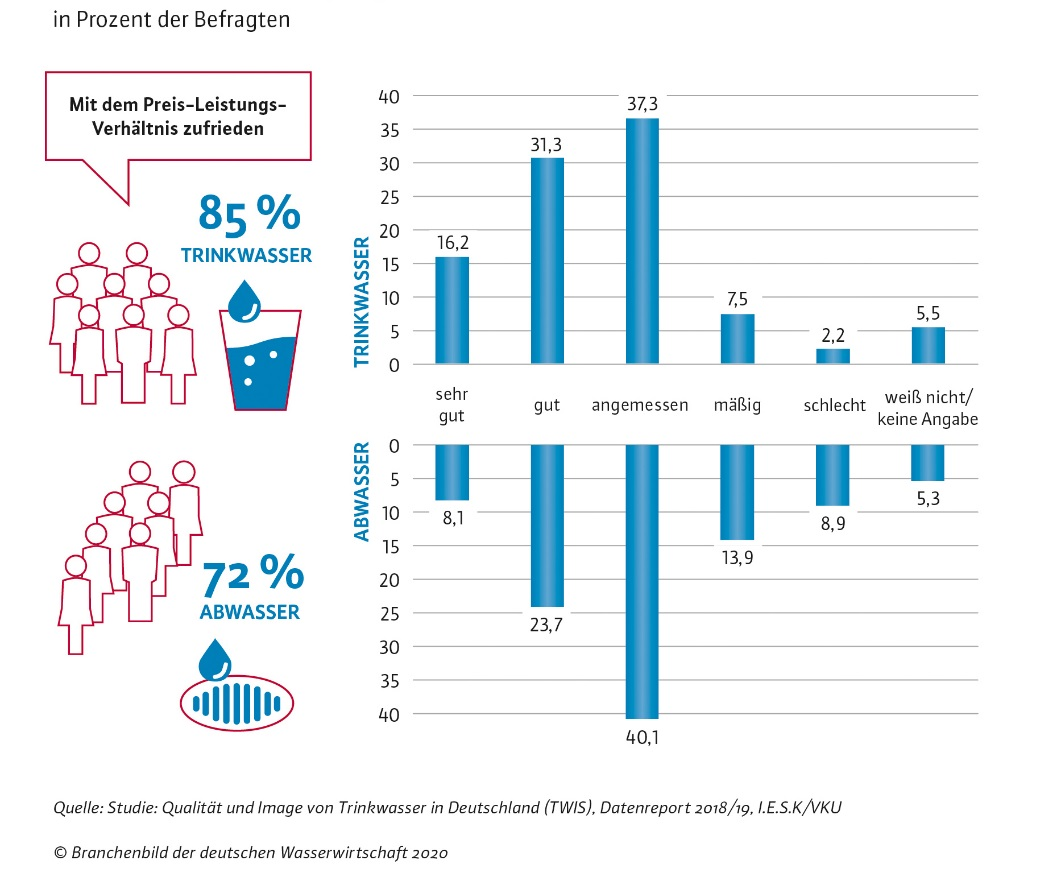 in Prozent der Befragten
Mit dem Preis-Leistungs-
Verhältnis zufrieden
85 %
TRINKWASSER
72 %
ABWASSER
TRINKWASSER
40
35
30
25
20
15
10
5
0
16,2
31,3
37,3
7,5
2,2
5,5
sehr
gut
gut
angemessen
mäßig
schlecht
weiß nicht/
keine Angabe
ABWASSER
0
5
10
15
20
25
30
35
40
8,1
23,7
40,1
13,9
8,9
5,3
Quelle: Studie: Qualität und Image von Trinkwasser in Deutschland (TWIS), Datenreport 2018/19, I.E.S.K/VKU
© Branchenbild der deutschen Wasserwirtschaft 2020